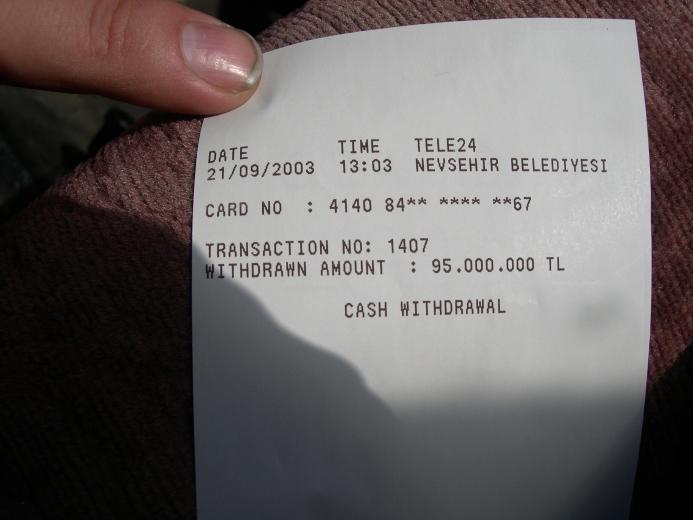 DATE TIME TELE24
21/09/2003 13:03 NEVSEHIR BELEDIYESI
CARD NO : 4140 84** **** **67
TRANSACTION NO: 1407
WITHDRAWN AMOUNT : 95.000.000 TL
CASH WITHDRAWAL